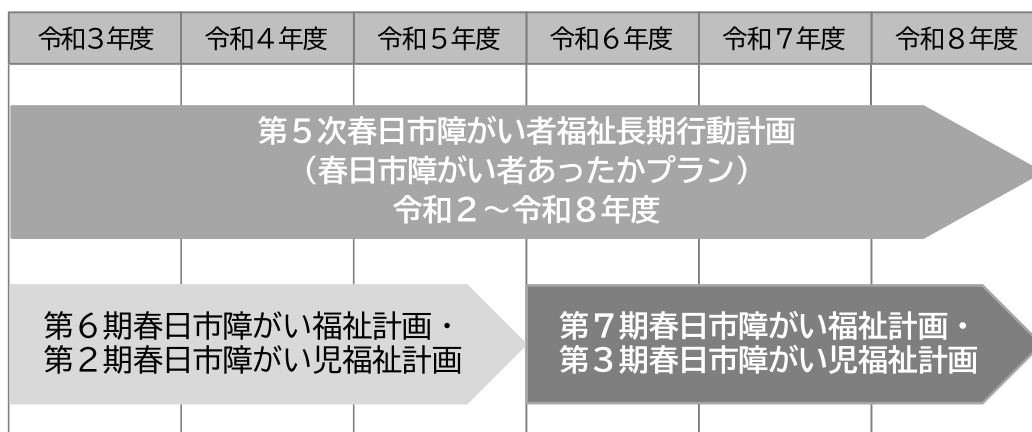 令和３年度
令和４年度
令和５年度
令和６年度
令和７年度
令和８年度
第５次春日市障がい者福祉長期行動計画
（春日市障がい者あったかプラン）
令和２～令和８年度
第６期春日市障がい福祉計画・
第２期春日市障がい児福祉計画
第７期春日市障がい福祉計画・
第３期春日市障がい児福祉計画